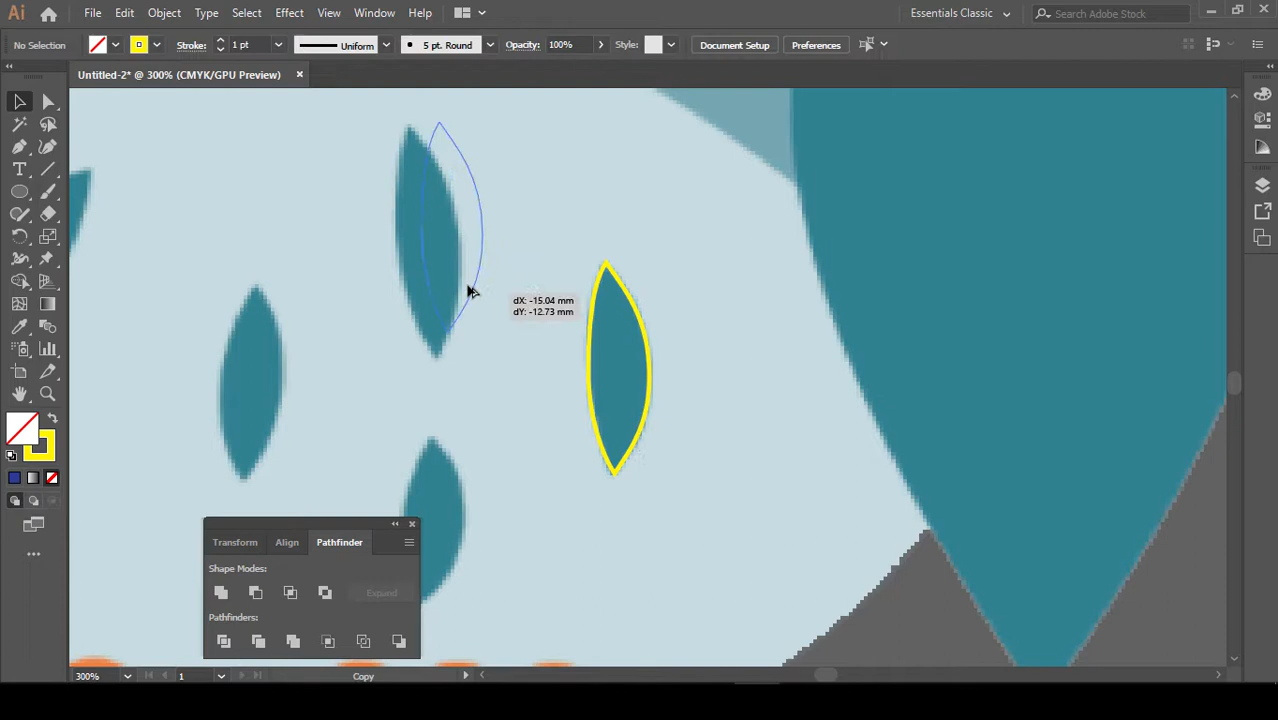 Ai File Edit Object Type Select Effect View Window Help Essentials Classic Search Adobe Stock
No Selection Stroke: 1 pt Uniform 5 pt. Round Opacity: 100% Style: Document Setup Preferences
Untitled-2* @ 300% (CMYK/GPU Preview)
dX: -15.04 mm
dY: -12.73 mm
Transform Align Pathfinder
Shape Modes:
Expand
Pathfinders:
300% 1 Copy